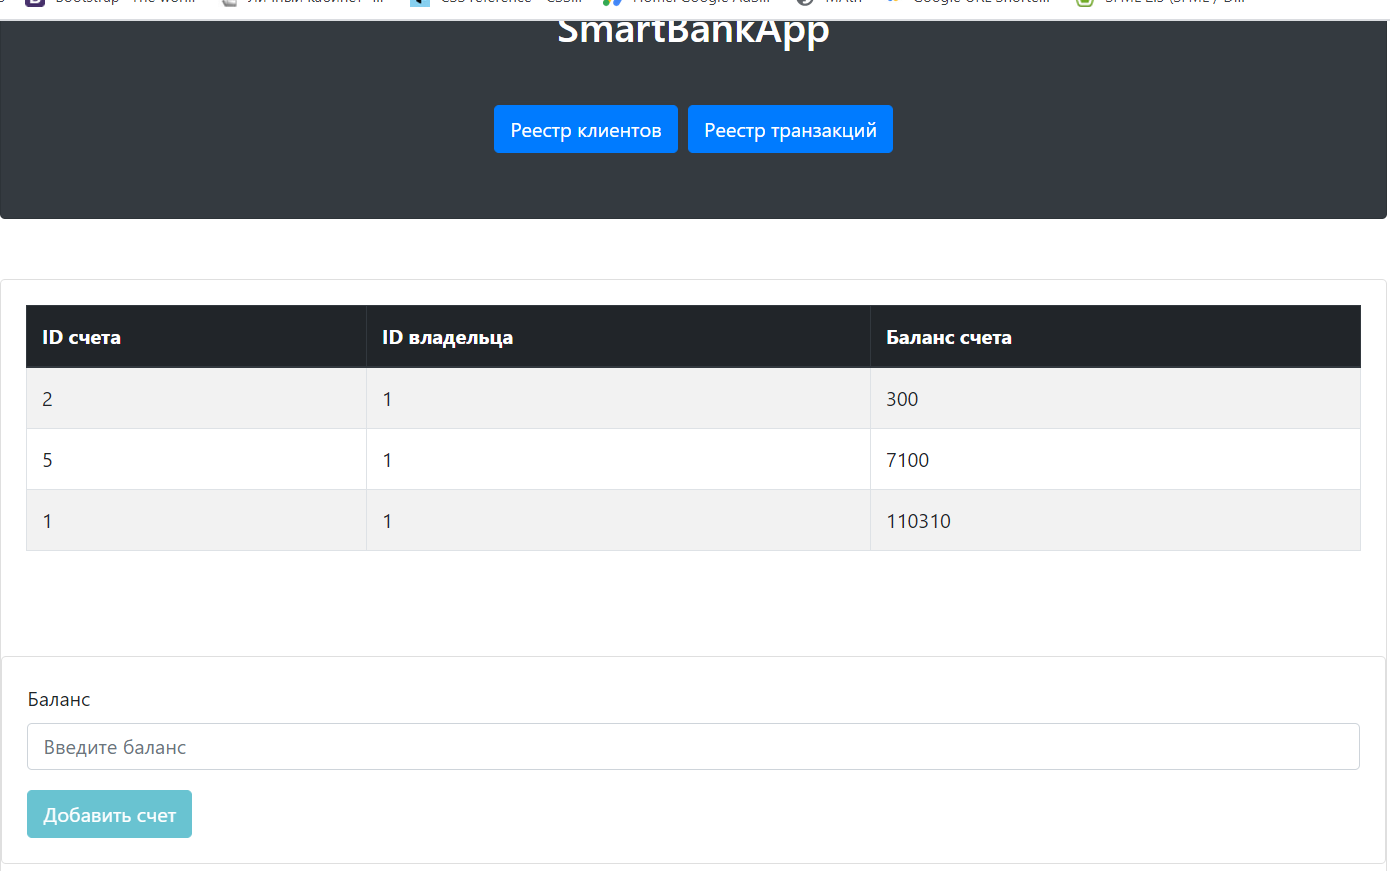 SmartBankApp
Реестр клиентов Реестр транзакций
ID счета ID владельца Баланс счета
2 1 300
5 1 7100
1 1 110310
Баланс
Введите баланс
Добавить счет